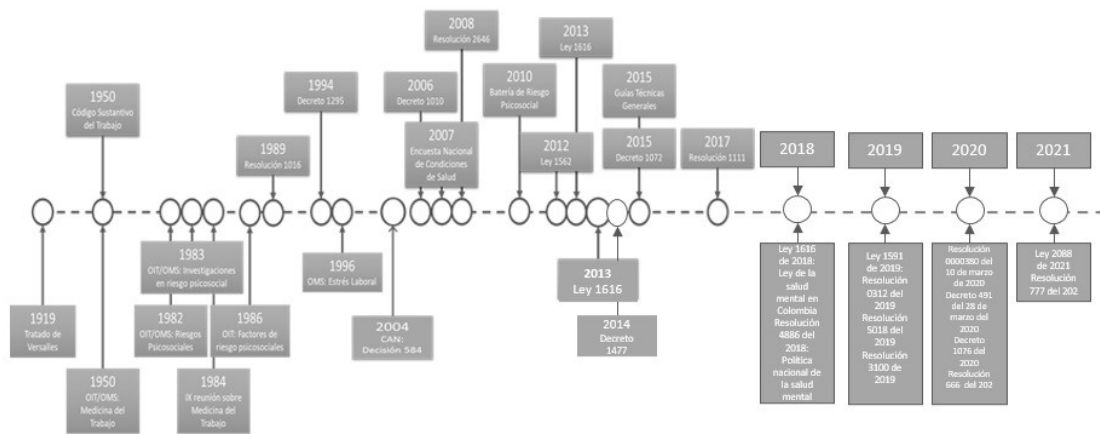 2008
Resolución 2646
2013
Ley 1616
1950
Código Sustantivo
del Trabajo
1994
Decreto 1295
2006
Decreto 1010
2010
Batería de Riesgo
Psicosocial
2015
Guías Técnicas
Generales
1989
Resolución 1016
2007
Encuesta Nacional
de Condiciones
de Salud
2012
Ley 1562
2015
Decreto 1072
2017
Resolución 1111
2018
2019
2020
2021
1919
Tratado de
Versalles
1950
OIT/OMS:
Medicina del
Trabajo
1983
OIT/OMS: Investigaciones
en riesgo psicosocial
1982
OIT/OMS: Riesgos
Psicosociales
1984
IX reunión sobre
Medicina del
Trabajo
1986
OIT: Factores de
riesgo psicosociales
1996
OMS: Estrés Laboral
2004
CAN:
Decisión 584
2013
Ley 1616
2014
Decreto
1477
Ley 1616
de 2018:
Ley de la
salud
mental en
Colombia
Resolución
4886 del
2018:
Política
nacional de
la salud
mental
Ley 1591
de 2019:
Resolución
0312 del
2019
Resolución
5018 del
2019
Resolución
3100 de
2019
Resolución
0000380 del
10 de marzo
de 2020
Decreto 491
del 28 de
marzo del
2020
Decreto
1076 del
2020
Resolución
666 del 202
Ley 2088
de 2021
Resolución
777 del 202